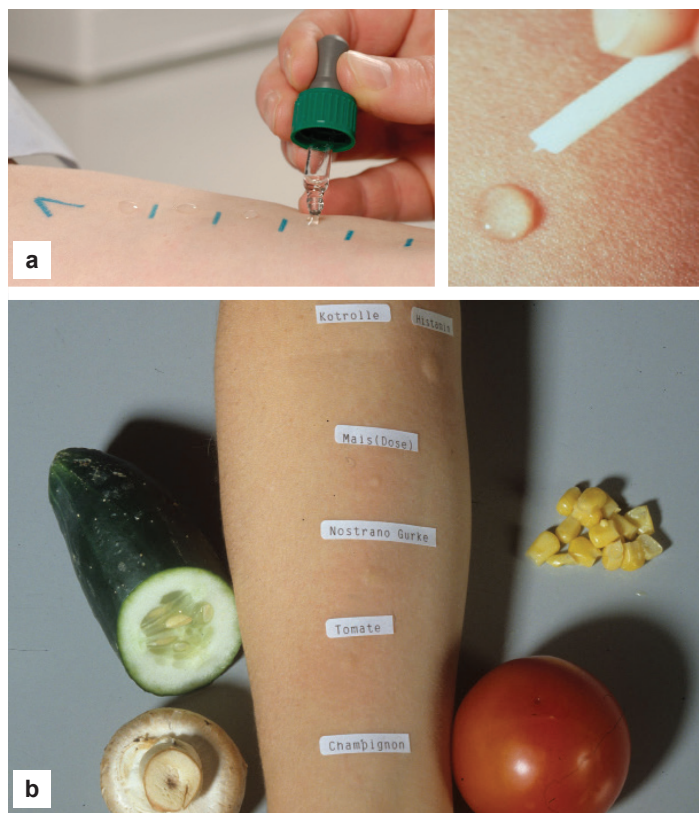 a
Kotrolle
Histamin
Mais(Dose)
Nostrano Gurke
Tomate
Champignon
b